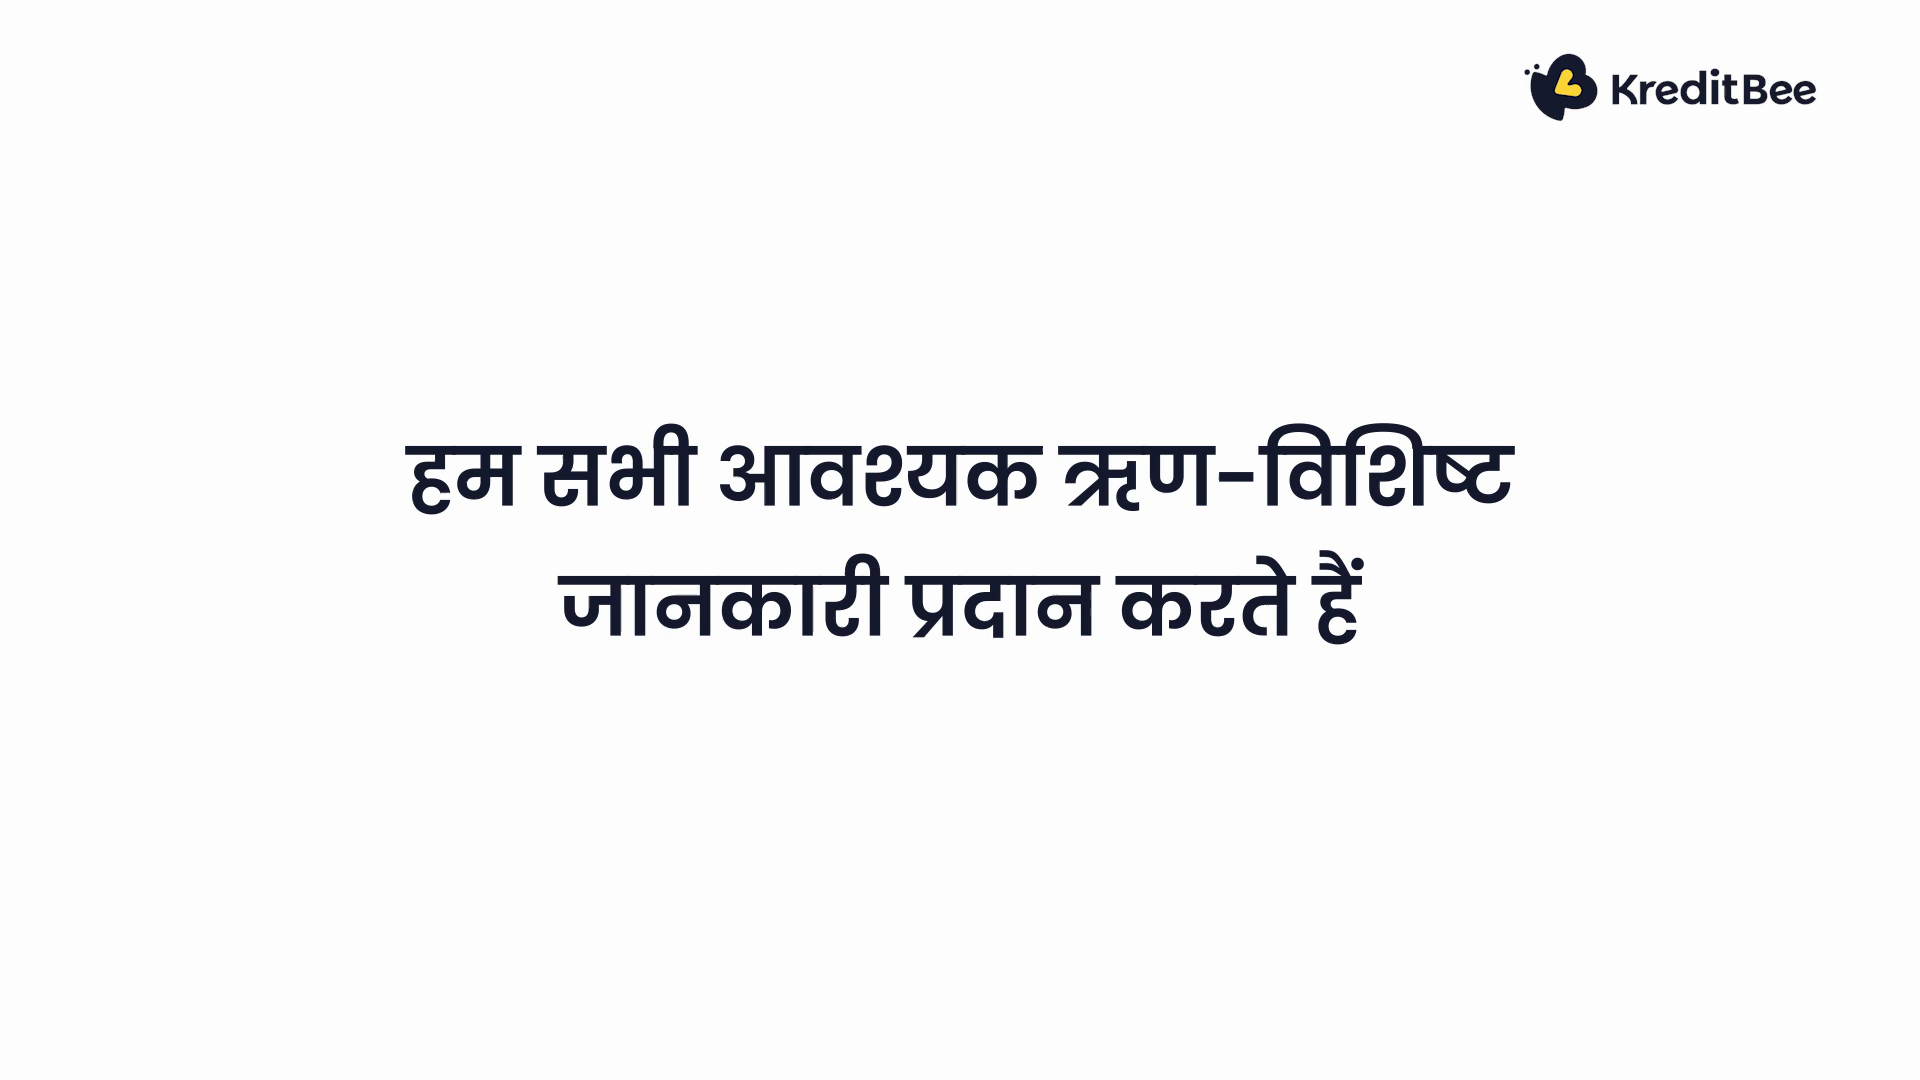 KreditBee
हम सभी आवश्यक ऋण-विशिष्ट
जानकारी प्रदान करते हैं